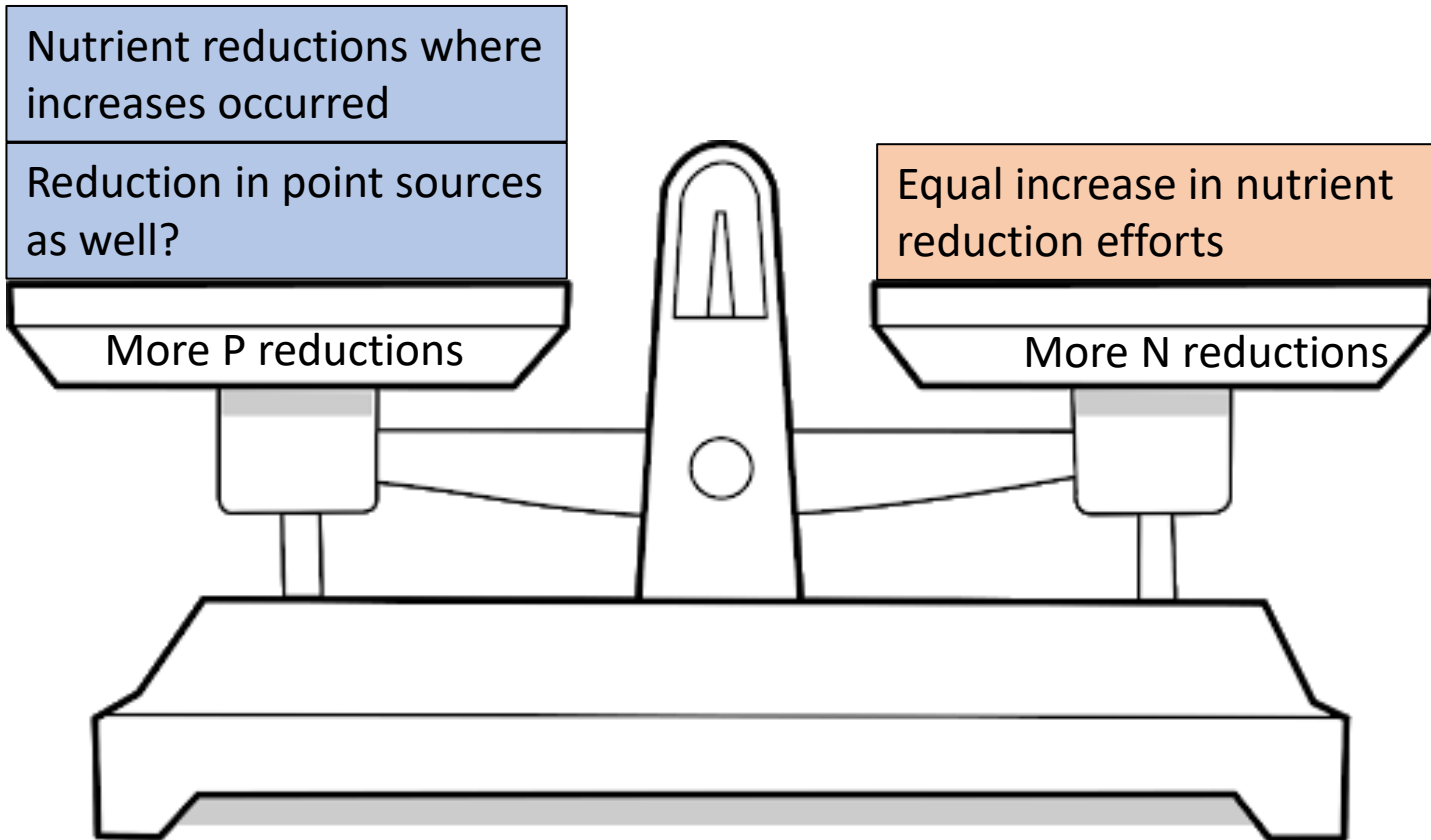 Nutrient reductions where
increases occurred
Reduction in point sources
as well?
Equal increase in nutrient
reduction efforts
More P reductions
More N reductions